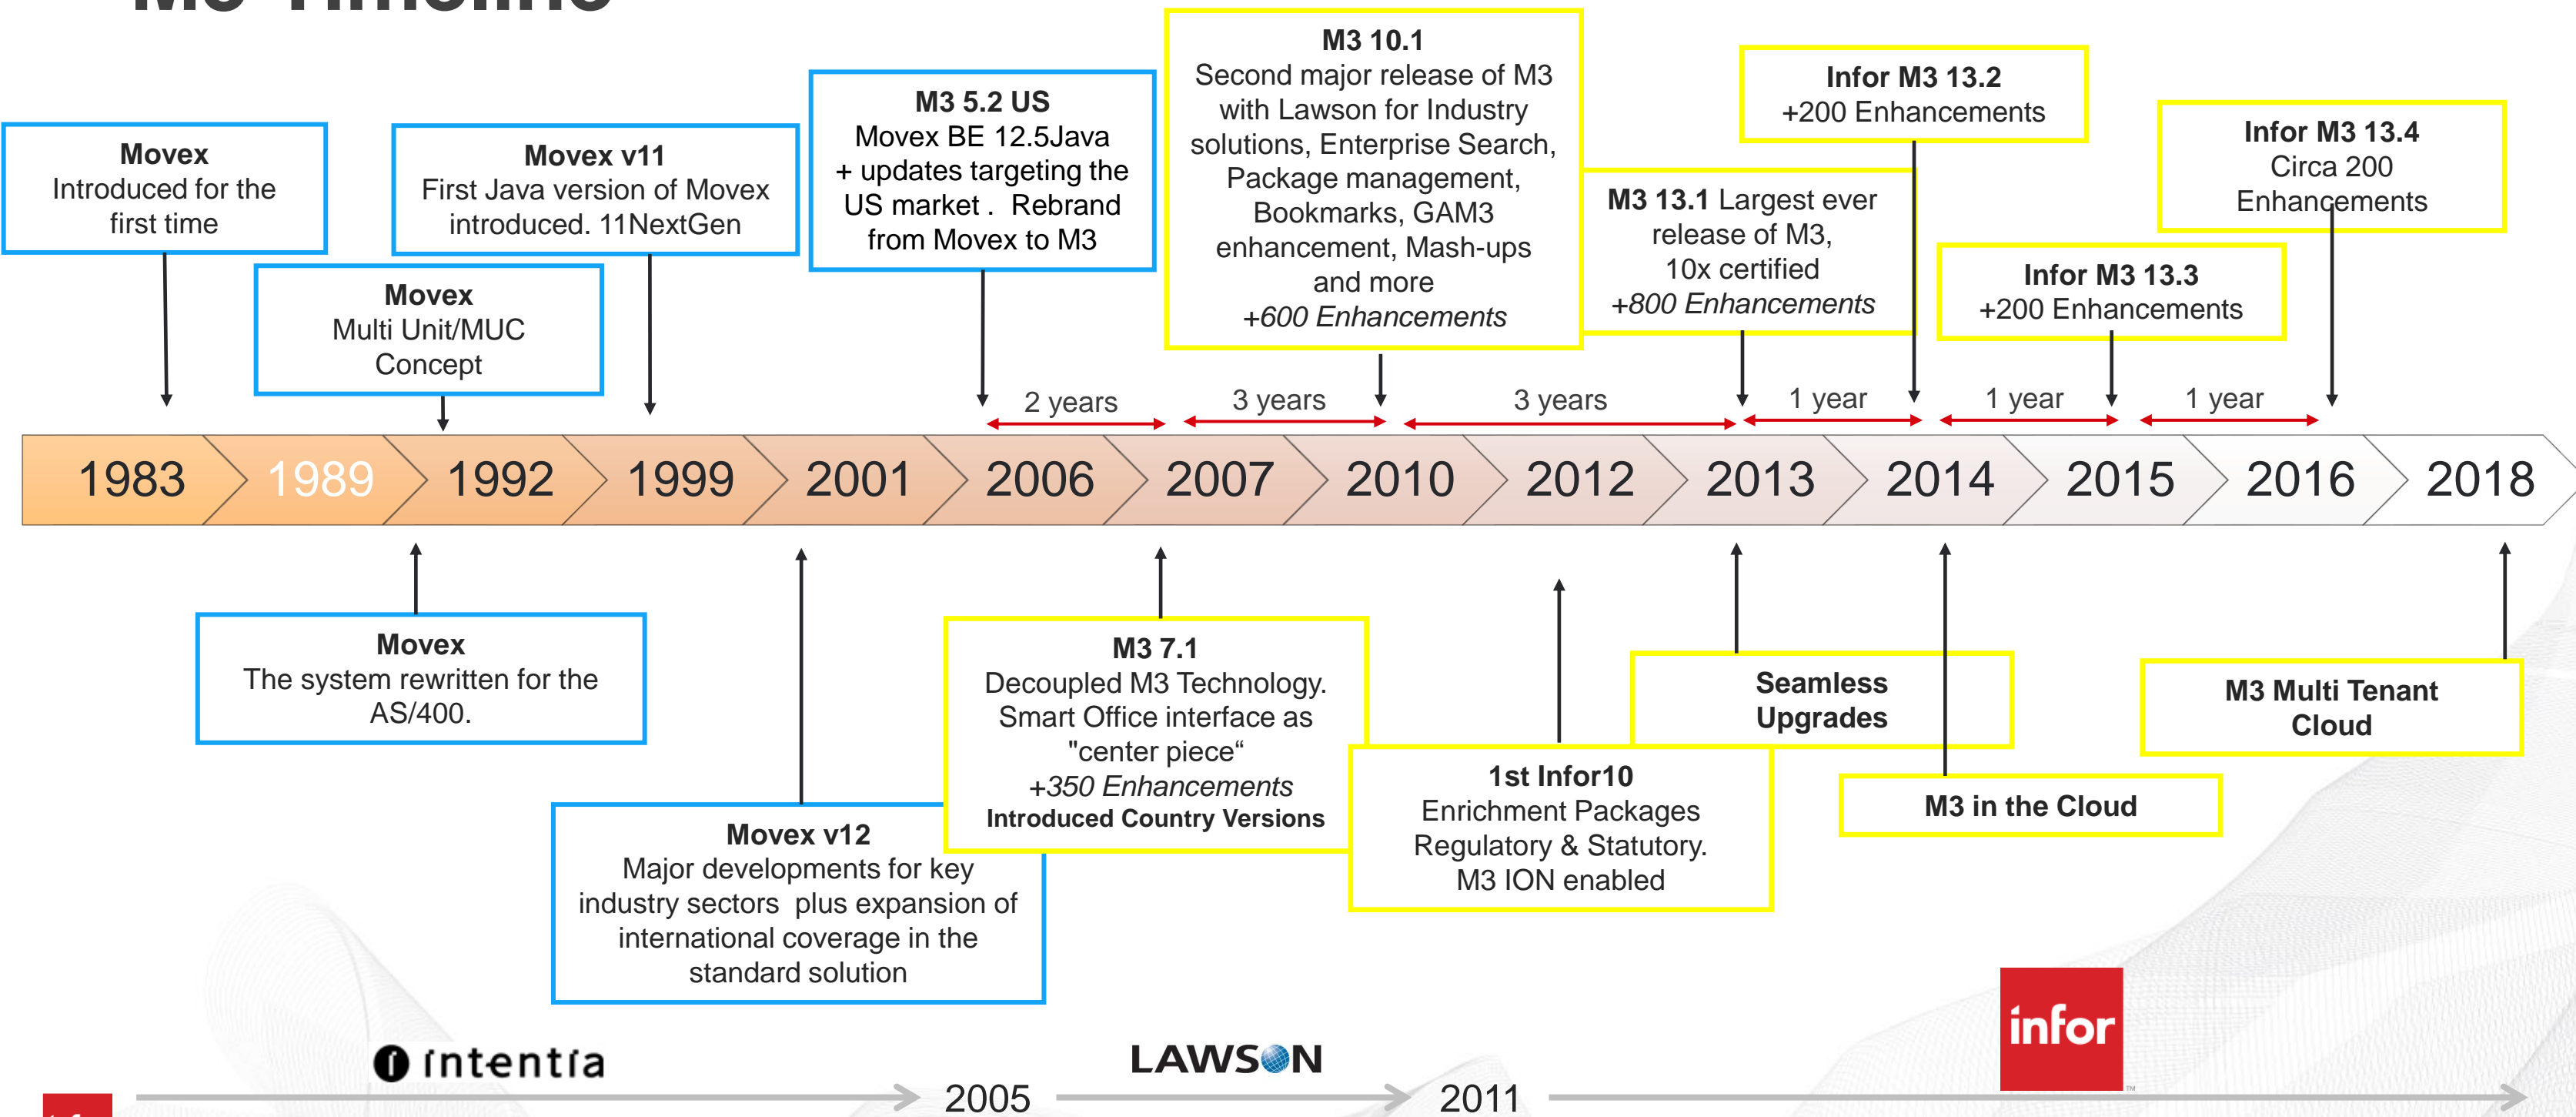 M3 Timeline
M3 10.1
Second major release of M3
with Lawson for Industry
solutions, Enterprise Search,
Package management,
Bookmarks, GAM3
enhancement, Mash-ups
and more
+600 Enhancements
Infor M3 13.2
+200 Enhancements
M3 5.2 US
Movex BE 12.5Java
+ updates targeting the
US market . Rebrand
from Movex to M3
Infor M3 13.4
Circa 200
Enhancements
Movex
Introduced for the
first time
Movex v11
First Java version of Movex
introduced. 11NextGen
M3 13.1 Largest ever
release of M3,
10x certified
+800 Enhancements
Movex
Multi Unit/MUC
Concept
Infor M3 13.3
+200 Enhancements
2 years
3 years
3 years
1 year
1 year
1 year
1983
1989
1992
1999
2001
2006
2007
2010
2012
2013
2014
2015
2016
2018
Movex
The system rewritten for the
AS/400.
M3 7.1
Decoupled M3 Technology.
Smart Office interface as
"center piece“
+350 Enhancements
Introduced Country Versions
Seamless
Upgrades
M3 Multi Tenant
Cloud
1st Infor10
Enrichment Packages
Regulatory & Statutory.
M3 ION enabled
M3 in the Cloud
Movex v12
Major developments for key
industry sectors plus expansion of
international coverage in the
standard solution
intentia
LAWSON
infor
TM
2005
2011